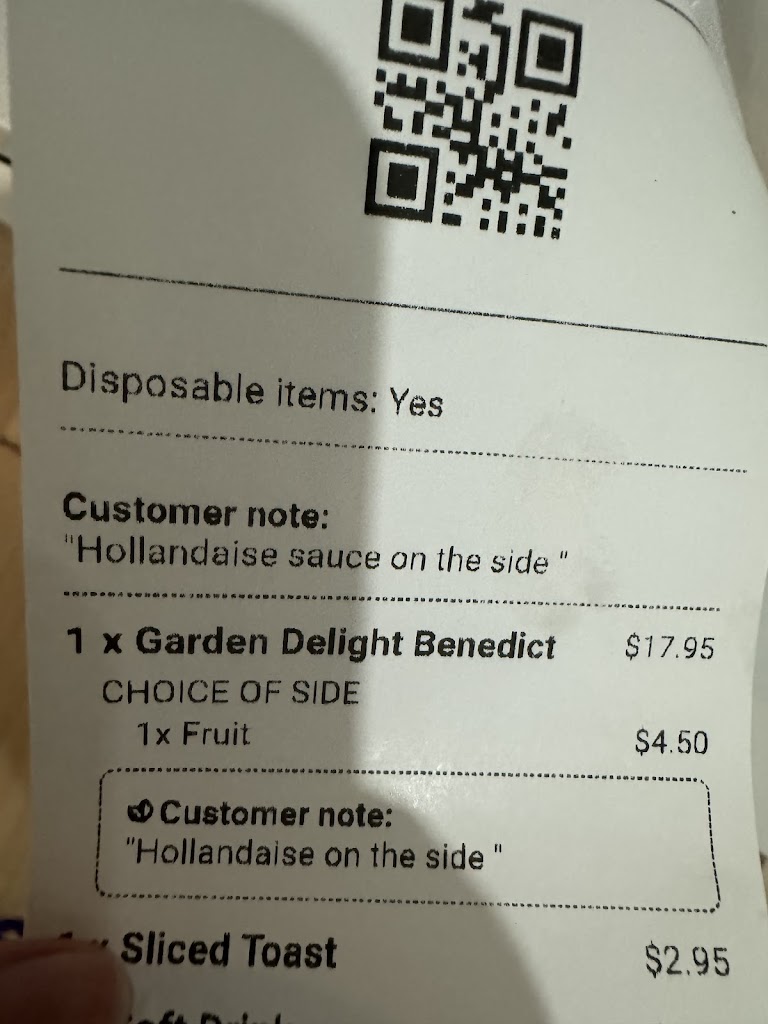 Disposable items: Yes
Customer note:
"Hollandaise sauce on the side "
1 x Garden Delight Benedict $17.95
CHOICE OF SIDE
1x Fruit $4.50
Customer note:
"Hollandaise on the side "
Sliced Toast $2.95